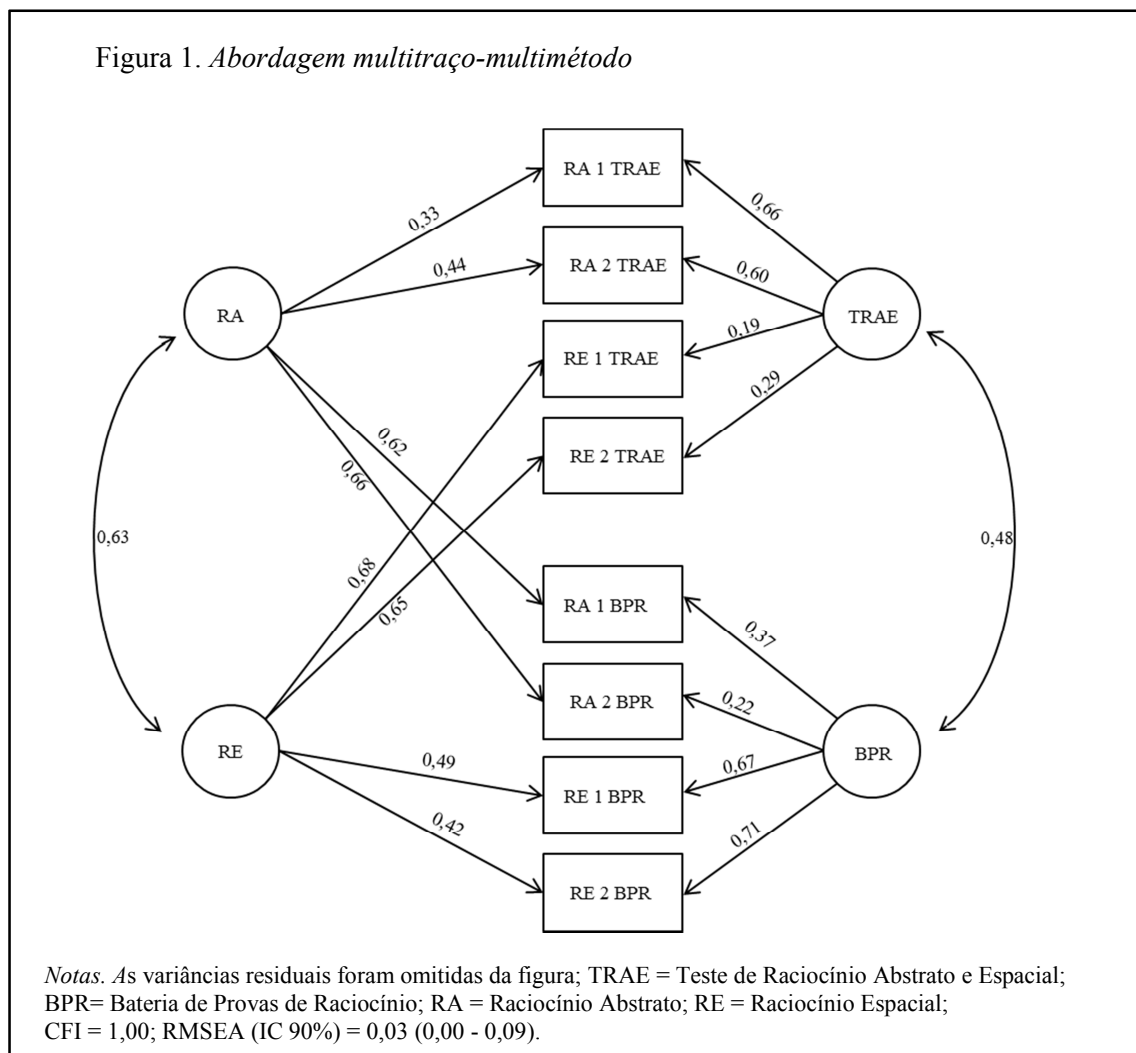 Figura 1. Abordagem multitraço-multimétodo
RA 1 TRAE
0,33
0,66
RA 2 TRAE
0,44
0,60
RA
TRAE
RE 1 TRAE
0,19
0,29
RE 2 TRAE
0,62
0,66
0,63
0,48
0,68
0,65
RA 1 BPR
0,37
RA 2 BPR
0,22
RE
BPR
0,49
RE 1 BPR
0,67
0,42
0,71
RE 2 BPR
Notas. As variâncias residuais foram omitidas da figura; TRAE = Teste de Raciocínio Abstrato e Espacial;
BPR= Bateria de Provas de Raciocínio; RA = Raciocínio Abstrato; RE = Raciocínio Espacial;
CFI = 1,00; RMSEA (IC 90%) = 0,03 (0,00 - 0,09).